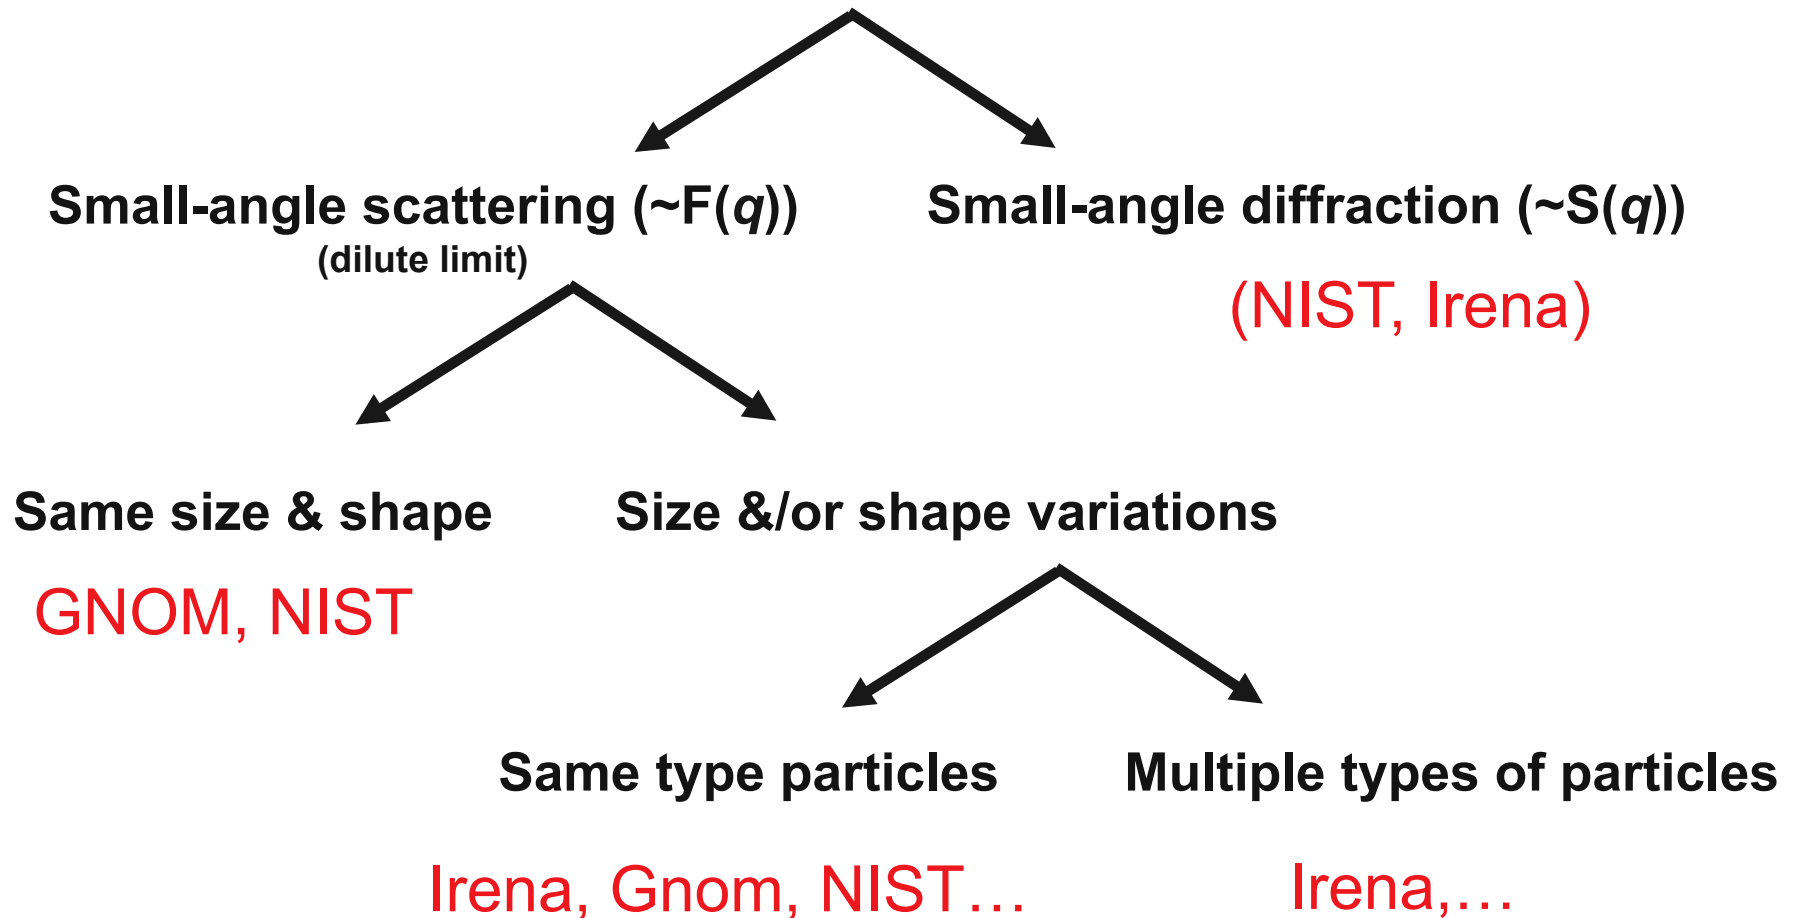 Small-angle scattering (~F(q))
(dilute limit)
Small-angle diffraction (~S(q))
(NIST, Irena)
Same size & shape
GNOM, NIST
Size &/or shape variations
Same type particles
Irena, Gnom, NIST…
Multiple types of particles
Irena,…